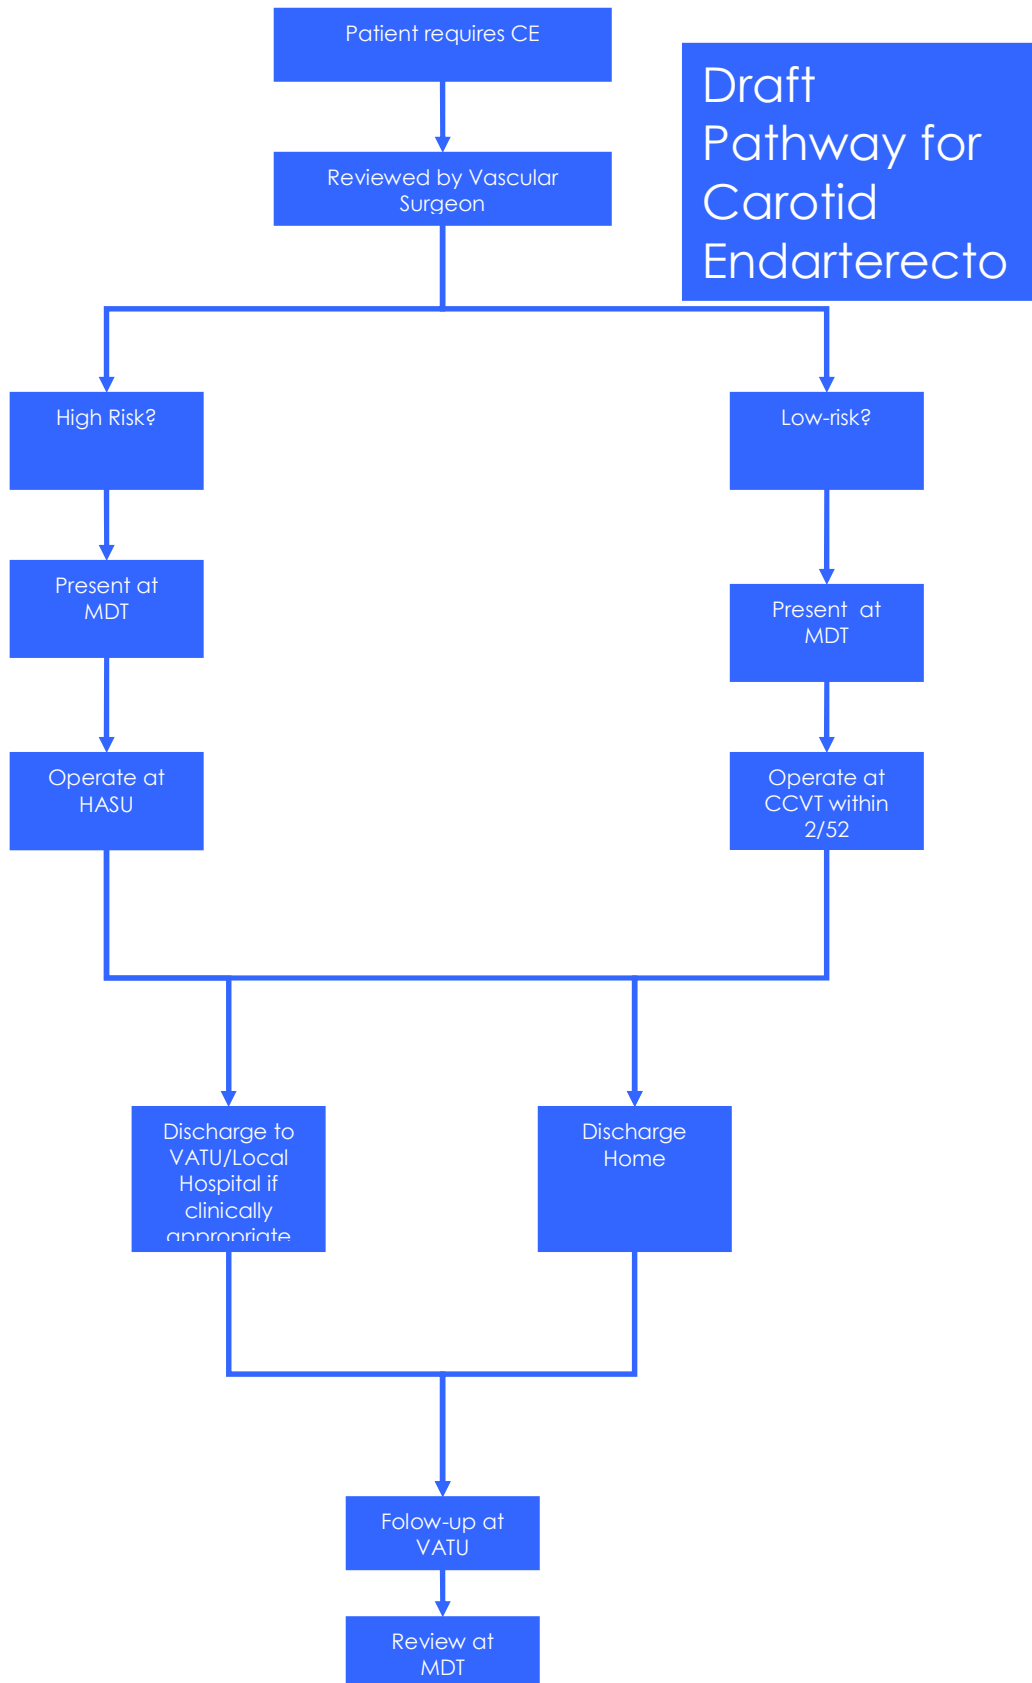 Patient requires CE
Draft
Pathway for
Carotid
Endarterecto
Reviewed by Vascular
Surgeon
High Risk?
Low-risk?
Present at
MDT
Present at
MDT
Operate at
HASU
Operate at
CCVT within
2/52
Discharge to
VATU/Local
Hospital if
clinically
appropriate
Discharge
Home
Folow-up at
VATU
Review at
MDT